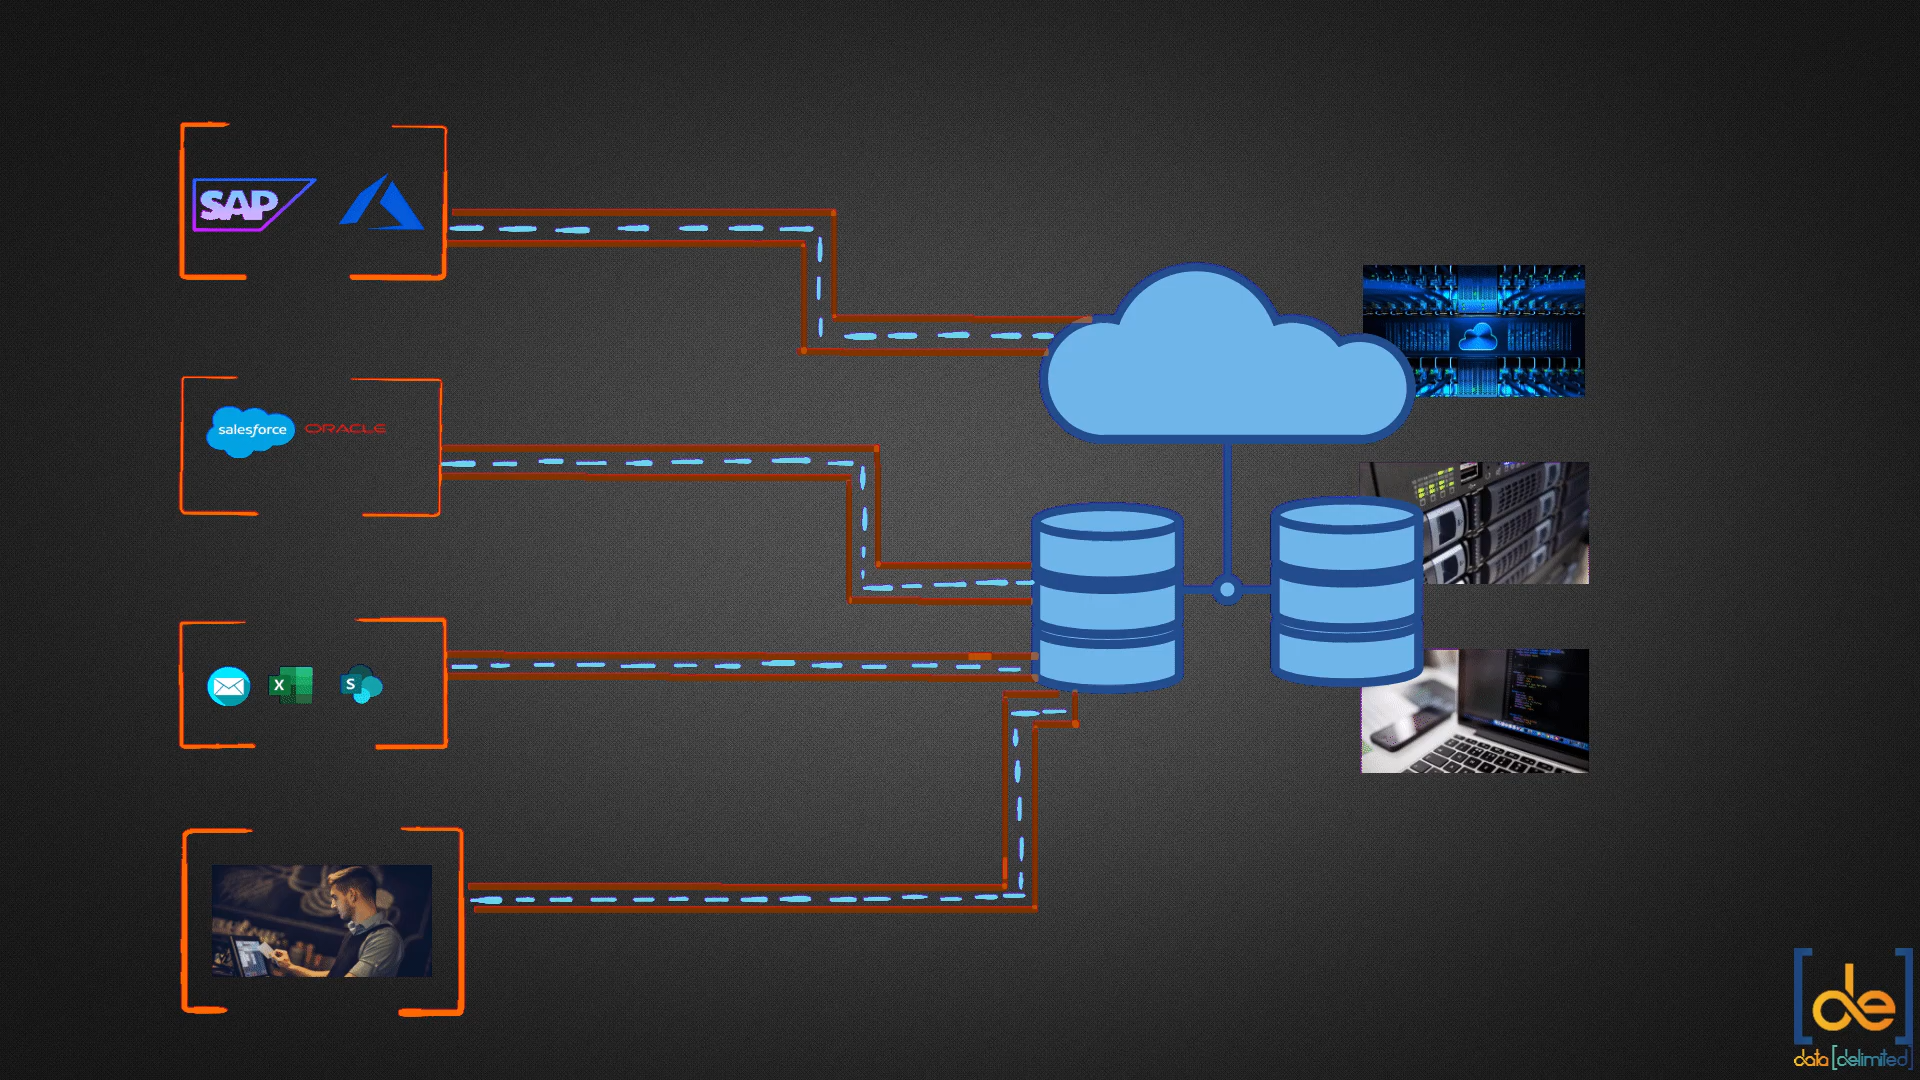 SAP
salesforce
ORACLE
X
S
de
data [delimited]